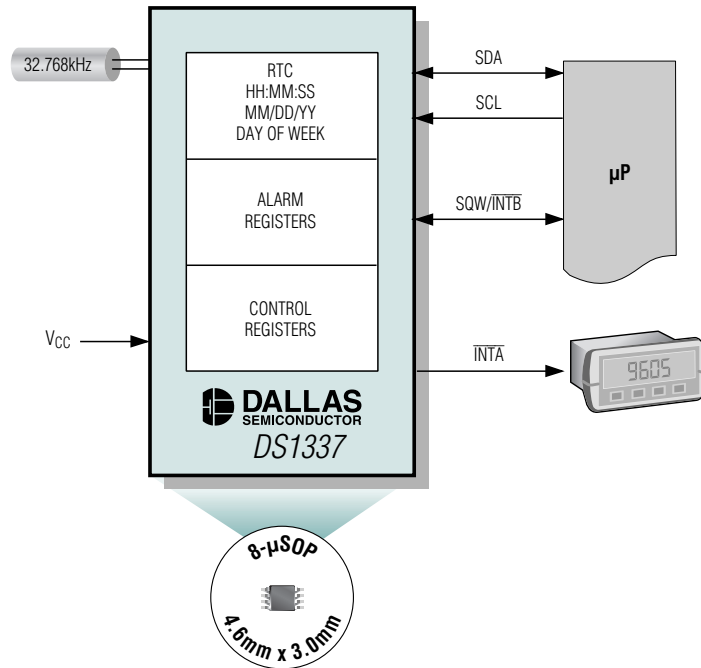 32.768kHz
RTC
HH:MM:SS
MM/DD/YY
DAY OF WEEK
ALARM
REGISTERS
CONTROL
REGISTERS
VCC
SDA
SCL
SQW/INTB
INTA
µP
9605
DALLAS
SEMICONDUCTOR
DS1337
8-µSOP
4.6mm x 3.0mm